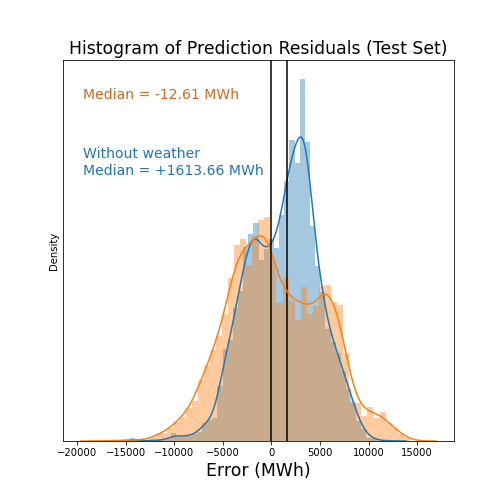 Histogram of Prediction Residuals (Test Set)
Median = -12.61 MWh
Without weather
Median = +1613.66 MWh
Density
−20000 −15000 −10000 −5000 0 5000 10000 15000
Error (MWh)